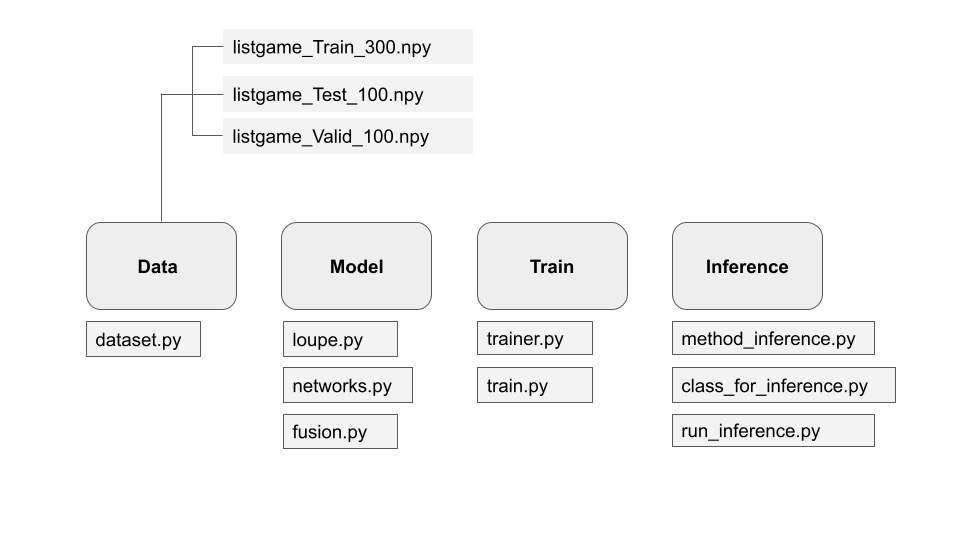 listgame_Train_300.npy
listgame_Test_100.npy
listgame_Valid_100.npy
Data
Model
Train
Inference
dataset.py
loupe.py
trainer.py
method_inference.py
networks.py
train.py
class_for_inference.py
fusion.py
run_inference.py